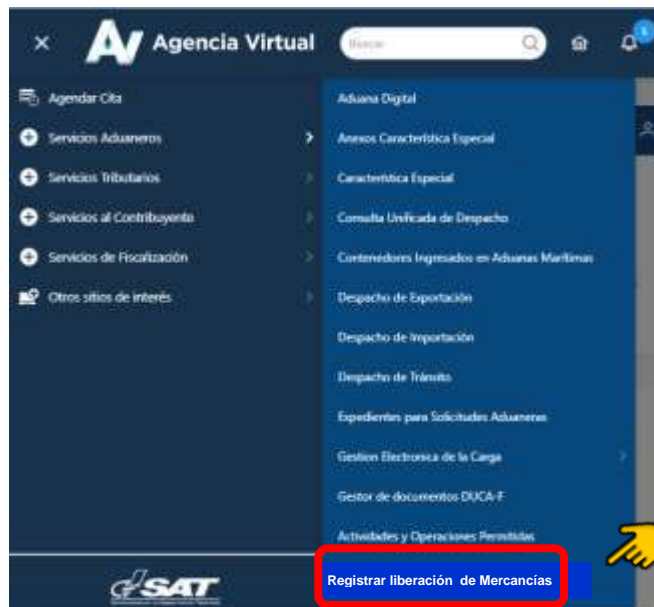 Agencia Virtual
Buscar
Agendar Cita
Servicios Aduaneros
Servicios Tributarios
Servicios al Contribuyente
Servicios de Fiscalización
Otros sitios de interés
Aduana Digital
Anexos Característica Especial
Característica Especial
Consulta Unificada de Despacho
Contenedores Ingresados en Aduanas Marítimas
Despacho de Exportación
Despacho de Importación
Despacho de Tránsito
Expedientes para Solicitudes Aduaneras
Gestion Electronica de la Carga
Gestor de documentos DUCA-F
Actividades y Operaciones Permitidas
Registrar liberación de Mercancías
SAT